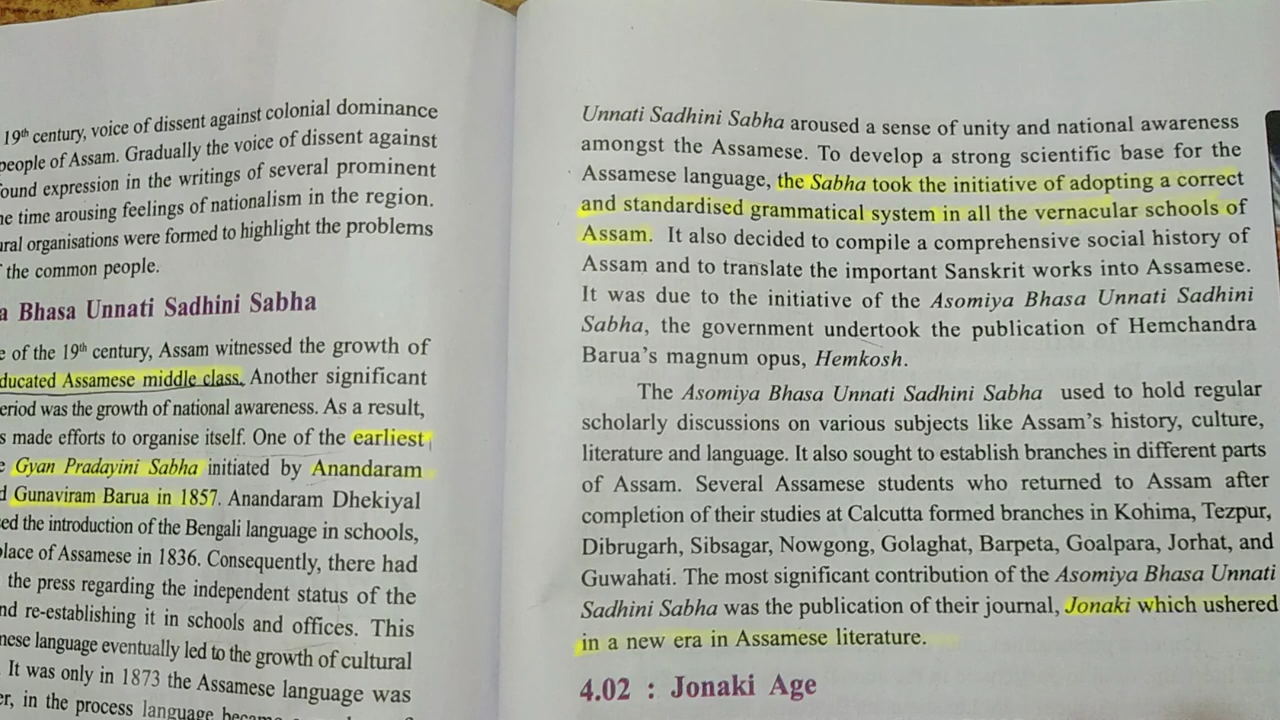 19th century, voice of dissent against colonial dominance
people of Assam. Gradually the voice of dissent against
found expression in the writings of several prominent
time arousing feelings of nationalism in the region.
organisations were formed to highlight the problems
the common people.
Bhasa Unnati Sadhini Sabha
of the 19th century, Assam witnessed the growth of
Assamese middle class. Another significant
was the growth of national awareness. As a result,
made efforts to organise itself. One of the earliest
Gyan Pradayini Sabha initiated by Anandaram
Gunaviram Barua in 1857. Anandaram Dhekiyal
the introduction of the Bengali language in schools,
of Assamese in 1836. Consequently, there had
the press regarding the independent status of the
re-establishing it in schools and offices. This
language eventually led to the growth of cultural
It was only in 1873 the Assamese language was
in the process language
Unnati Sadhini Sabha aroused a sense of unity and national awareness
amongst the Assamese. To develop a strong scientific base for the
Assamese language, the Sabha took the initiative of adopting a correct
and standardised grammatical system in all the vernacular schools of
Assam. It also decided to compile a comprehensive social history of
Assam and to translate the important Sanskrit works into Assamese.
It was due to the initiative of the Asomiya Bhasa Unnati Sadhini
Sabha, the government undertook the publication of Hemchandra
Barua's magnum opus, Hemkosh.
The Asomiya Bhasa Unnati Sadhini Sabha used to hold regular
scholarly discussions on various subjects like Assam's history, culture,
literature and language. It also sought to establish branches in different parts
of Assam. Several Assamese students who returned to Assam after
completion of their studies at Calcutta formed branches in Kohima, Tezpur,
Dibrugarh, Sibsagar, Nowgong, Golaghat, Barpeta, Goalpara, Jorhat, and
Guwahati. The most significant contribution of the Asomiya Bhasa Unnati
Sadhini Sabha was the publication of their journal, Jonaki which ushered
in a new era in Assamese literature.
4.02 : Jonaki Age